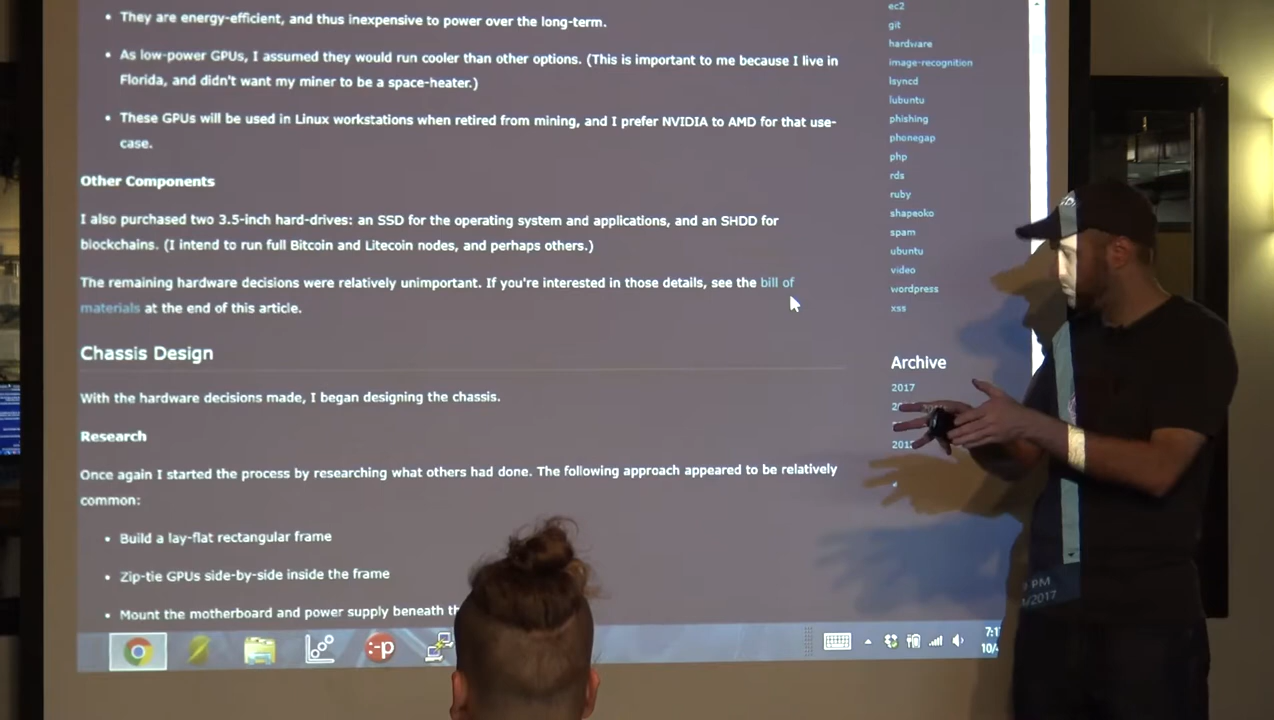 They are energy-efficient, and thus inexpensive to power over the long-term.
As low-power GPUs, I assumed they would run cooler than other options. (This is important to me because I live in
Florida, and didn't want my miner to be a space-heater.)
These GPUs will be used in Linux workstations when retired from mining, and I prefer NVIDIA to AMD for that use-
case.
Other Components
I also purchased two 3.5-inch hard-drives: an SSD for the operating system and applications, and an SHDD for
blockchains. (I intend to run full Bitcoin and Litecoin nodes, and perhaps others.)
The remaining hardware decisions were relatively unimportant. If you're interested in those details, see the bill of
materials at the end of this article.
Chassis Design
With the hardware decisions made, I began designing the chassis.
Research
Once again I started the process by researching what others had done. The following approach appeared to be relatively
common:
Build a lay-flat rectangular frame
Zip-tie GPUs side-by-side inside the frame
Mount the motherboard and power supply beneath
ec2
git
hardware
image-recognition
lsyncd
lubuntu
phishing
phonegap
php
rds
ruby
shapeoko
spam
ubuntu
video
wordpress
xss
Archive
2017
:-p
7:1
10/
PM
/2017